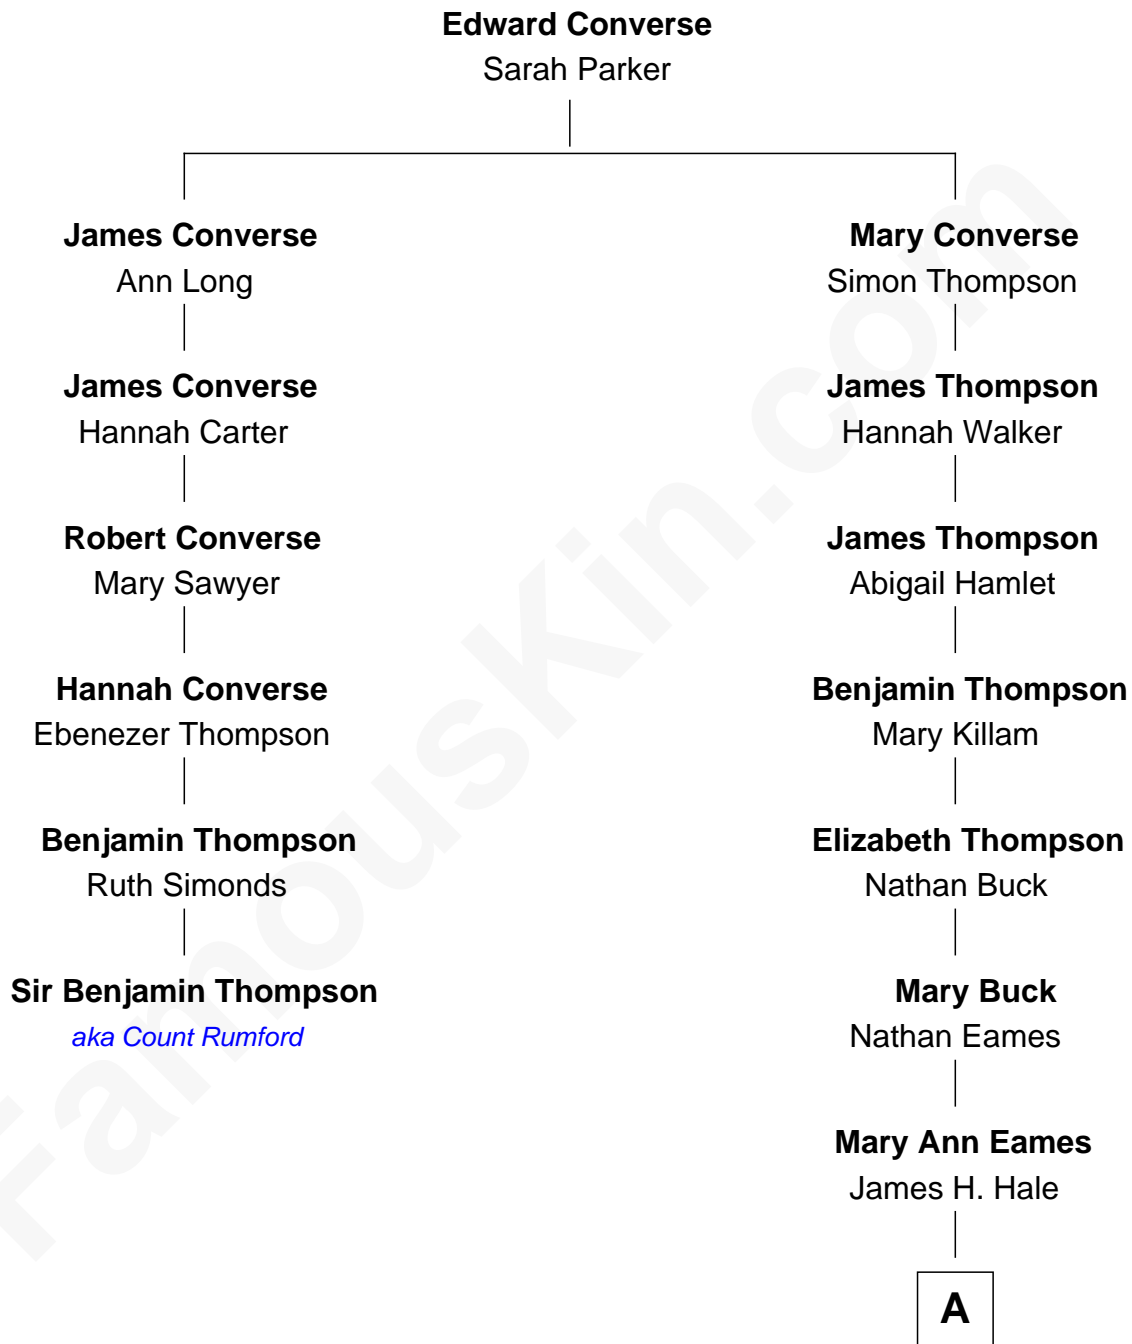 Edward Converse
Sarah Parker
James Converse
Ann Long
James Converse
Hannah Carter
Robert Converse
Mary Sawyer
Hannah Converse
Ebenezer Thompson
Benjamin Thompson
Ruth Simonds
Sir Benjamin Thompson
aka Count Rumford
Mary Converse
Simon Thompson
James Thompson
Hannah Walker
James Thompson
Abigail Hamlet
Benjamin Thompson
Mary Killam
Elizabeth Thompson
Nathan Buck
Mary Buck
Nathan Eames
Mary Ann Eames
James H. Hale
A
FamousKin.com